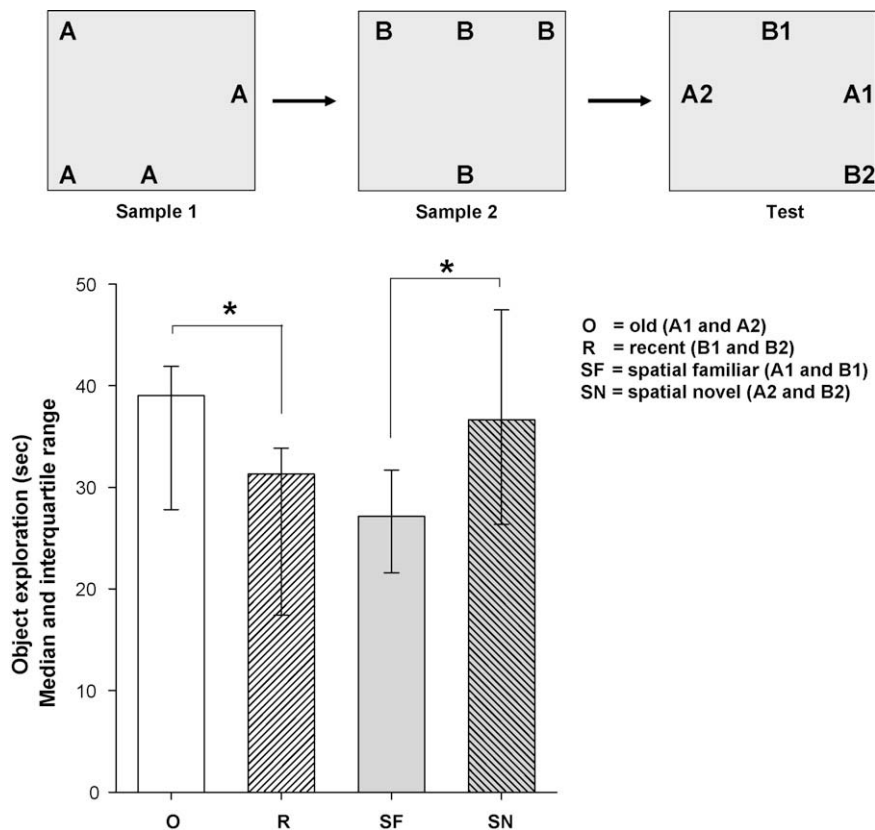 A
A
A A
Sample 1
B B B
B
Sample 2
B1
A2 A1
B2
Test
Object exploration (sec)
Median and interquartile range
50
40
30
20
10
0
*
*
O R SF SN
O = old (A1 and A2)
R = recent (B1 and B2)
SF = spatial familiar (A1 and B1)
SN = spatial novel (A2 and B2)